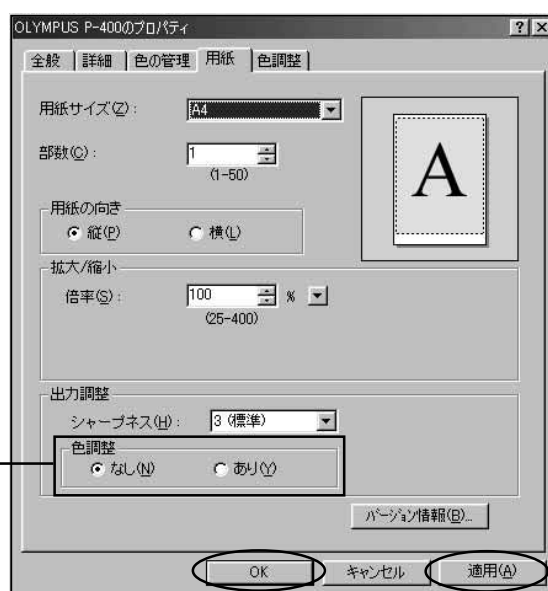 OLYMPUS P-400のプロパティ
全般 詳細 色の管理 用紙 色調整
用紙サイズ(Z): A4
部数(C): 1
(1-50)
A
用紙の向き
縦(P) 横(L)
拡大/縮小
倍率(S): 100 %
(25-400)
出力調整
シャープネス(H): 3 (標準)
色調整
なし(N) あり(Y)
バージョン情報(B)...
OK キャンセル 適用(A)